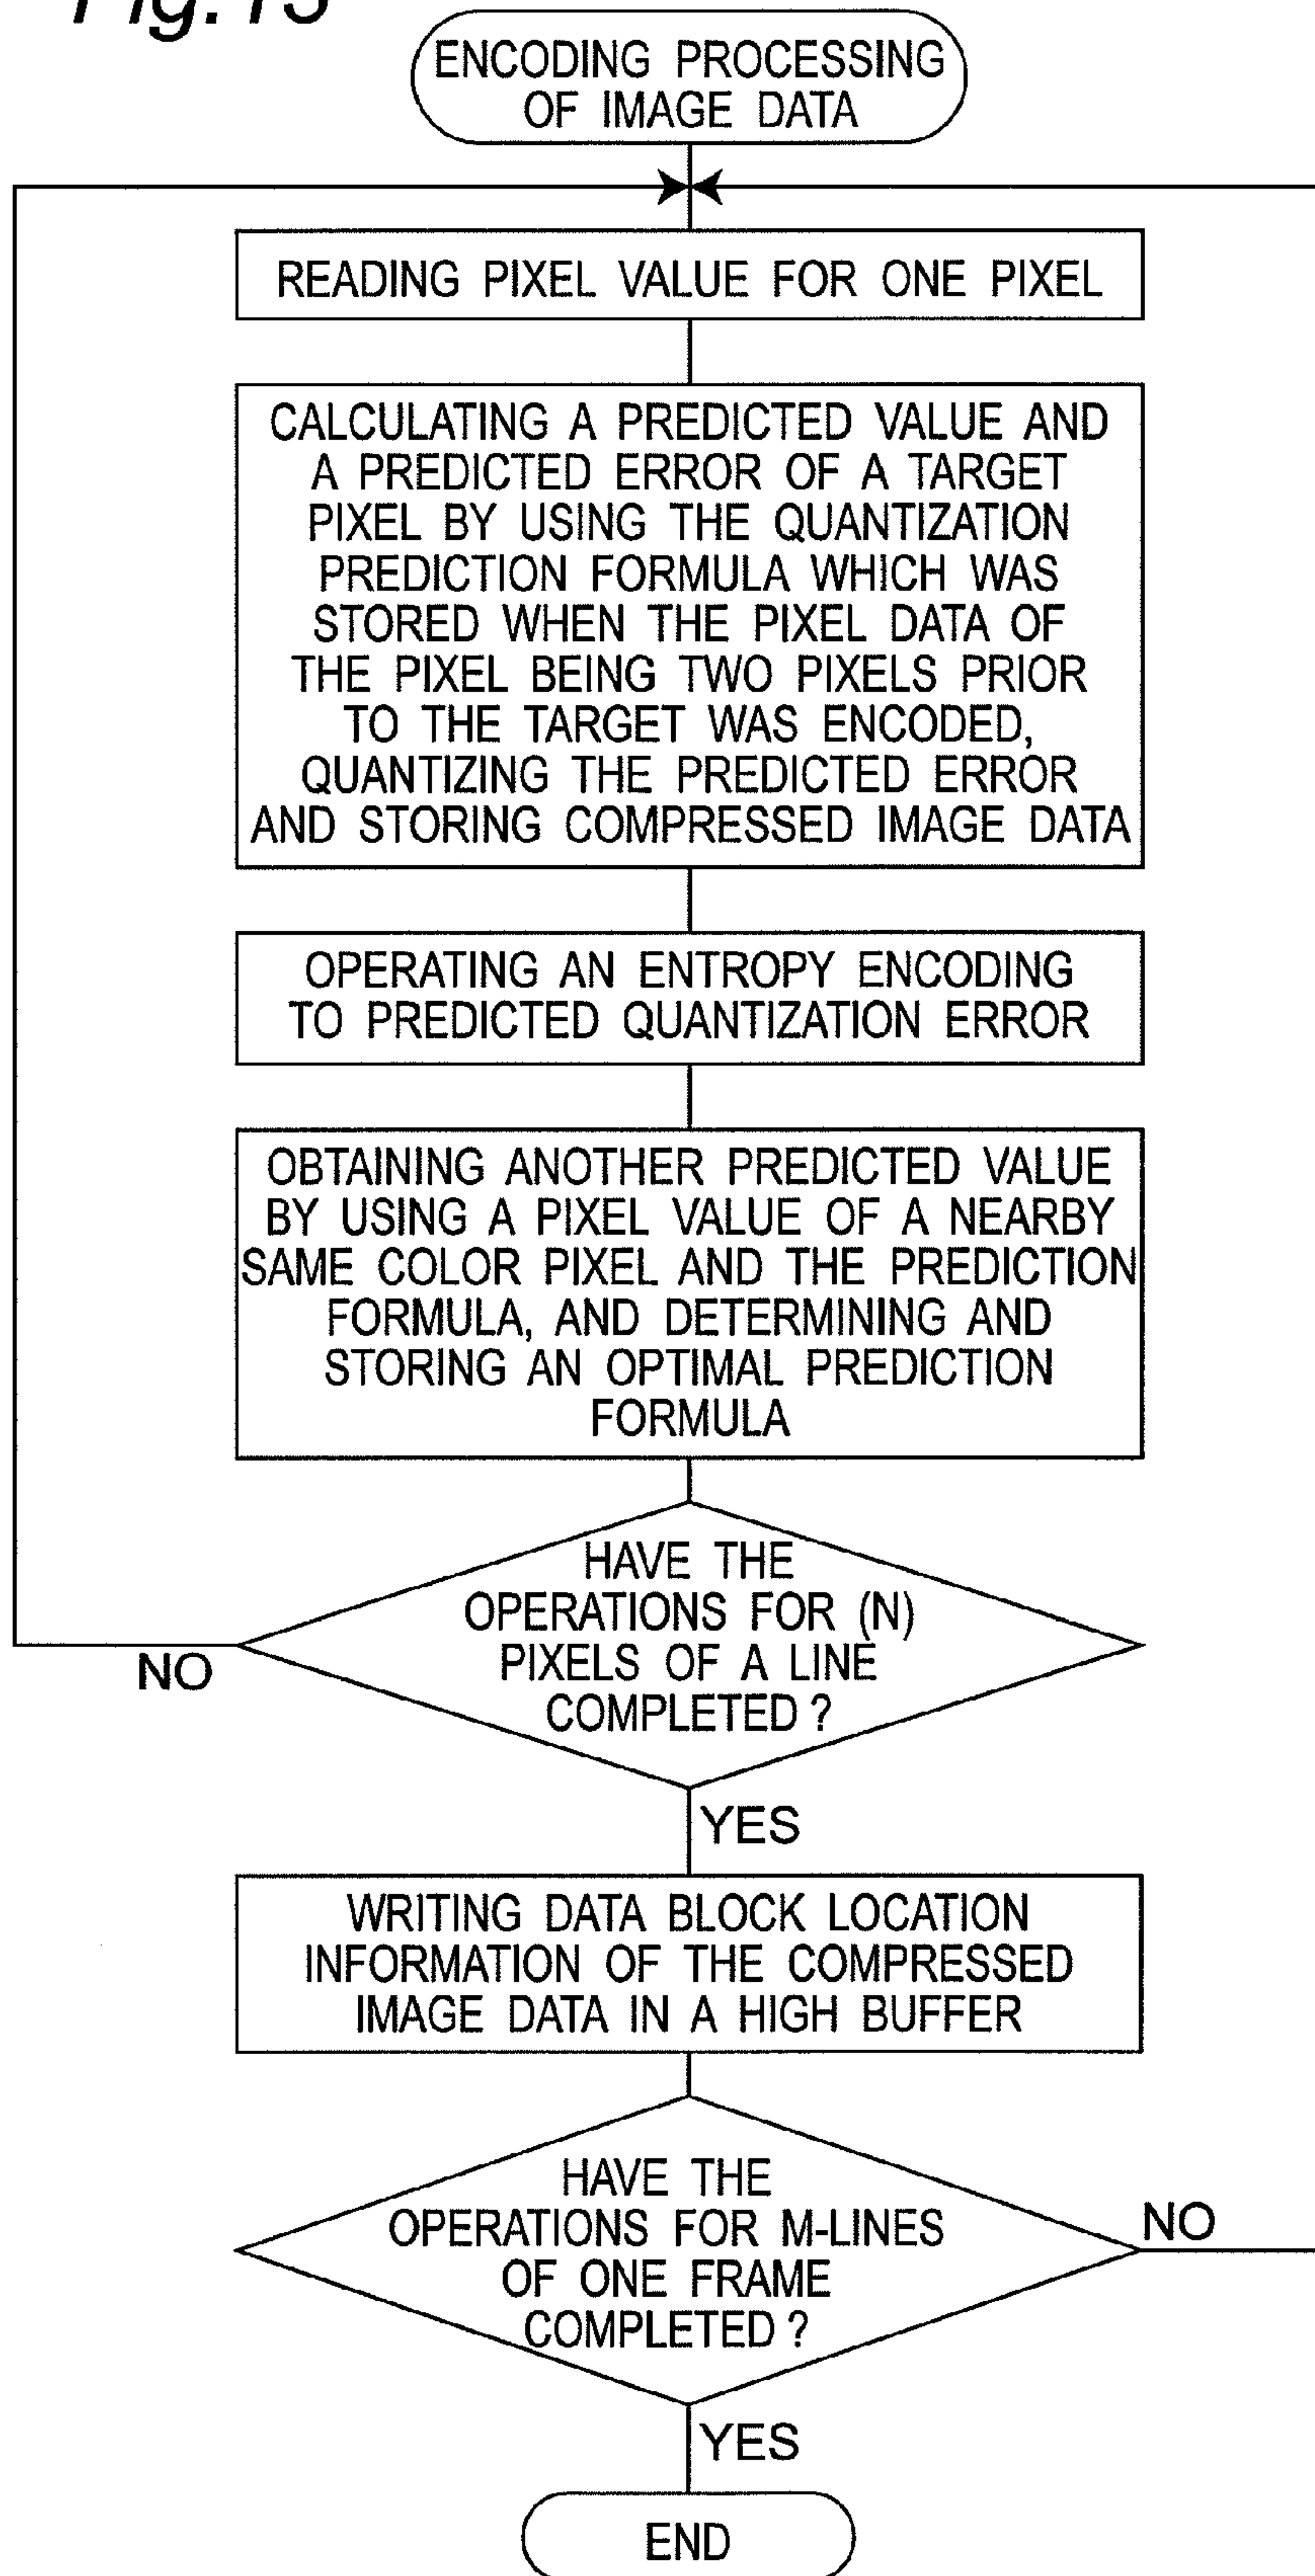 Fig. 13
ENCODING PROCESSING
OF IMAGE DATA
READING PIXEL VALUE FOR ONE PIXEL
CALCULATING A PREDICTED VALUE AND
A PREDICTED ERROR OF A TARGET
PIXEL BY USING THE QUANTIZATION
PREDICTION FORMULA WHICH WAS
STORED WHEN THE PIXEL DATA OF
THE PIXEL BEING TWO PIXELS PRIOR
TO THE TARGET WAS ENCODED,
QUANTIZING THE PREDICTED ERROR
AND STORING COMPRESSED IMAGE DATA
OPERATING AN ENTROPY ENCODING
TO PREDICTED QUANTIZATION ERROR
OBTAINING ANOTHER PREDICTED VALUE
BY USING A PIXEL VALUE OF A NEARBY
SAME COLOR PIXEL AND THE PREDICTION
FORMULA, AND DETERMINING AND
STORING AN OPTIMAL PREDICTION
FORMULA
HAVE THE
OPERATIONS FOR (N)
PIXELS OF A LINE
COMPLETED ?
NO
YES
WRITING DATA BLOCK LOCATION
INFORMATION OF THE COMPRESSED
IMAGE DATA IN A HIGH BUFFER
HAVE THE
OPERATIONS FOR M-LINES
OF ONE FRAME
COMPLETED ?
NO
YES
END